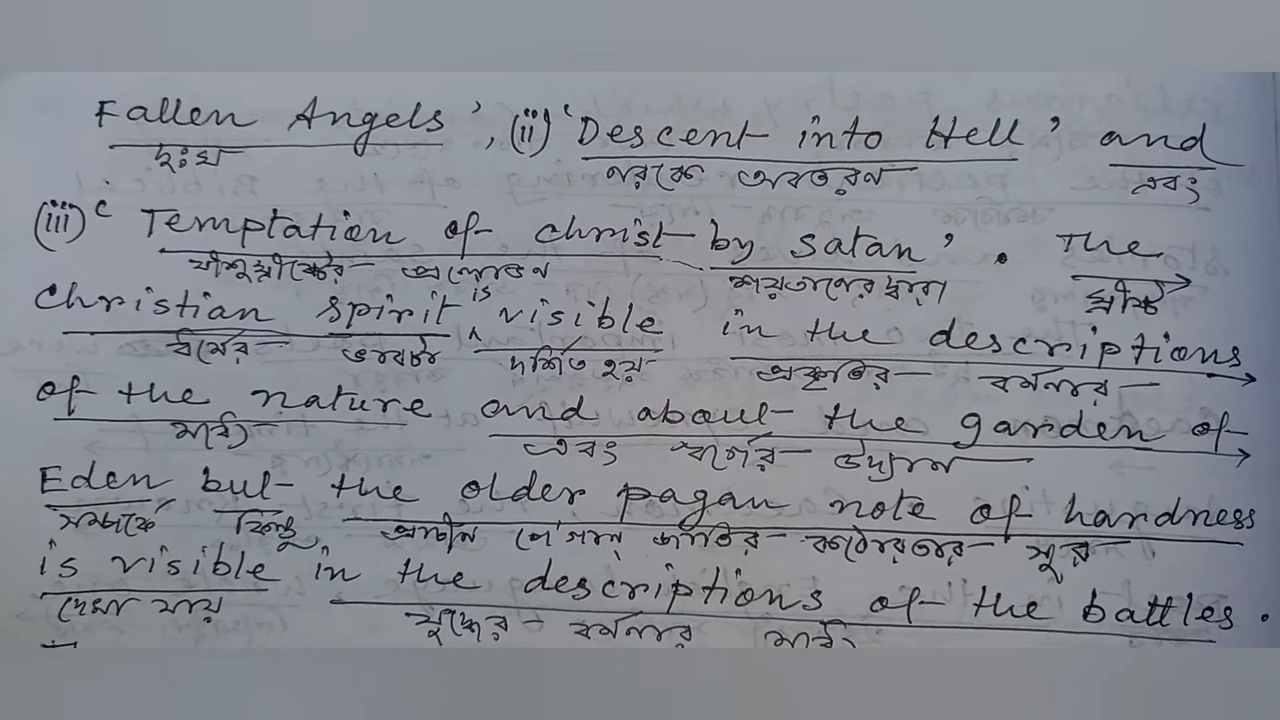 Fallen Angels', (ii) 'Descent into Hell' and
দুঃখ নরকে অবতরণ এবং
(iii) ' Temptation of Christ by Satan'. The
যীশুখ্রীষ্টের প্রলোভন শয়তানের দ্বারা খ্রীষ্ট
Christian spirit is visible in the descriptions
ধর্মের ভাবটা দর্শিত হয় প্রকৃতির বর্ণনার
of the nature and about the garden of
মধ্যে এবং স্বর্গের উদ্যান
Eden but the older pagan note of hardness
সম্পর্কে কিন্তু প্রাচীন পেগান জাতির কঠোরতার সুর
is visible in the descriptions of the battles.
দেখা যায় যুদ্ধের বর্ণনার মধ্যে